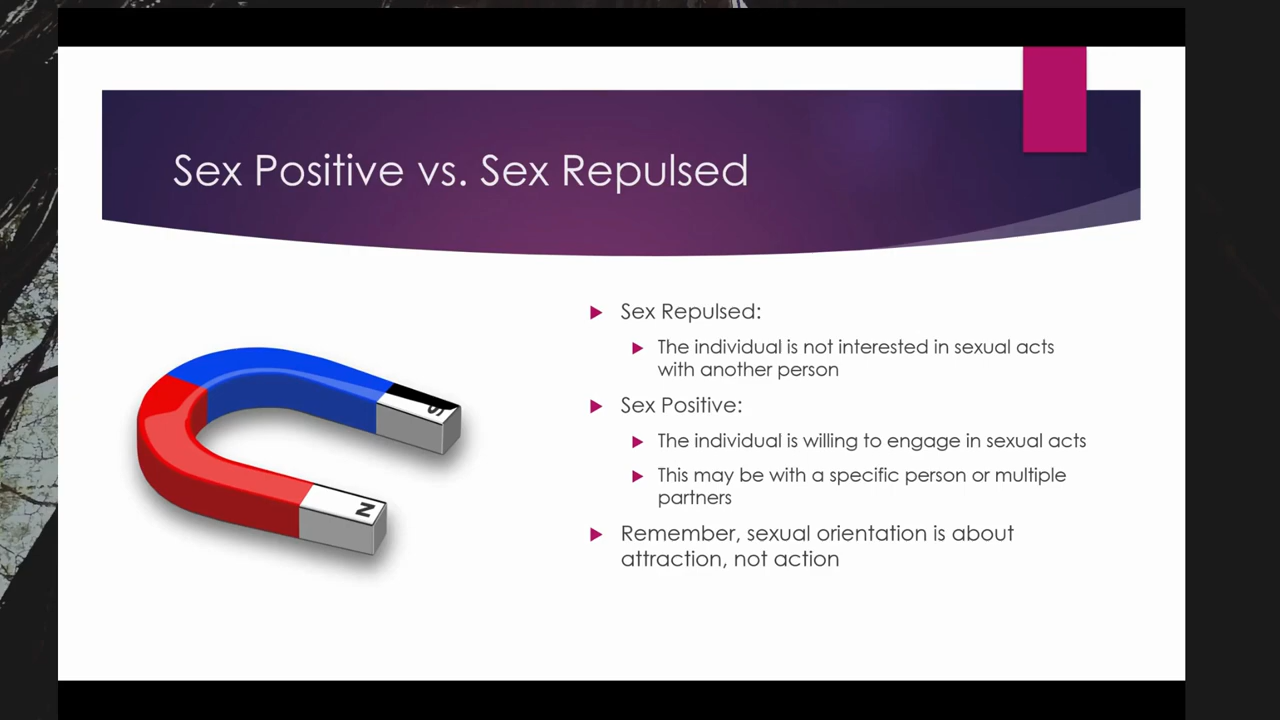 Sex Positive vs. Sex Repulsed
Sex Repulsed:
The individual is not interested in sexual acts
with another person
Sex Positive:
The individual is willing to engage in sexual acts
This may be with a specific person or multiple
partners
Remember, sexual orientation is about
attraction, not action
S
N